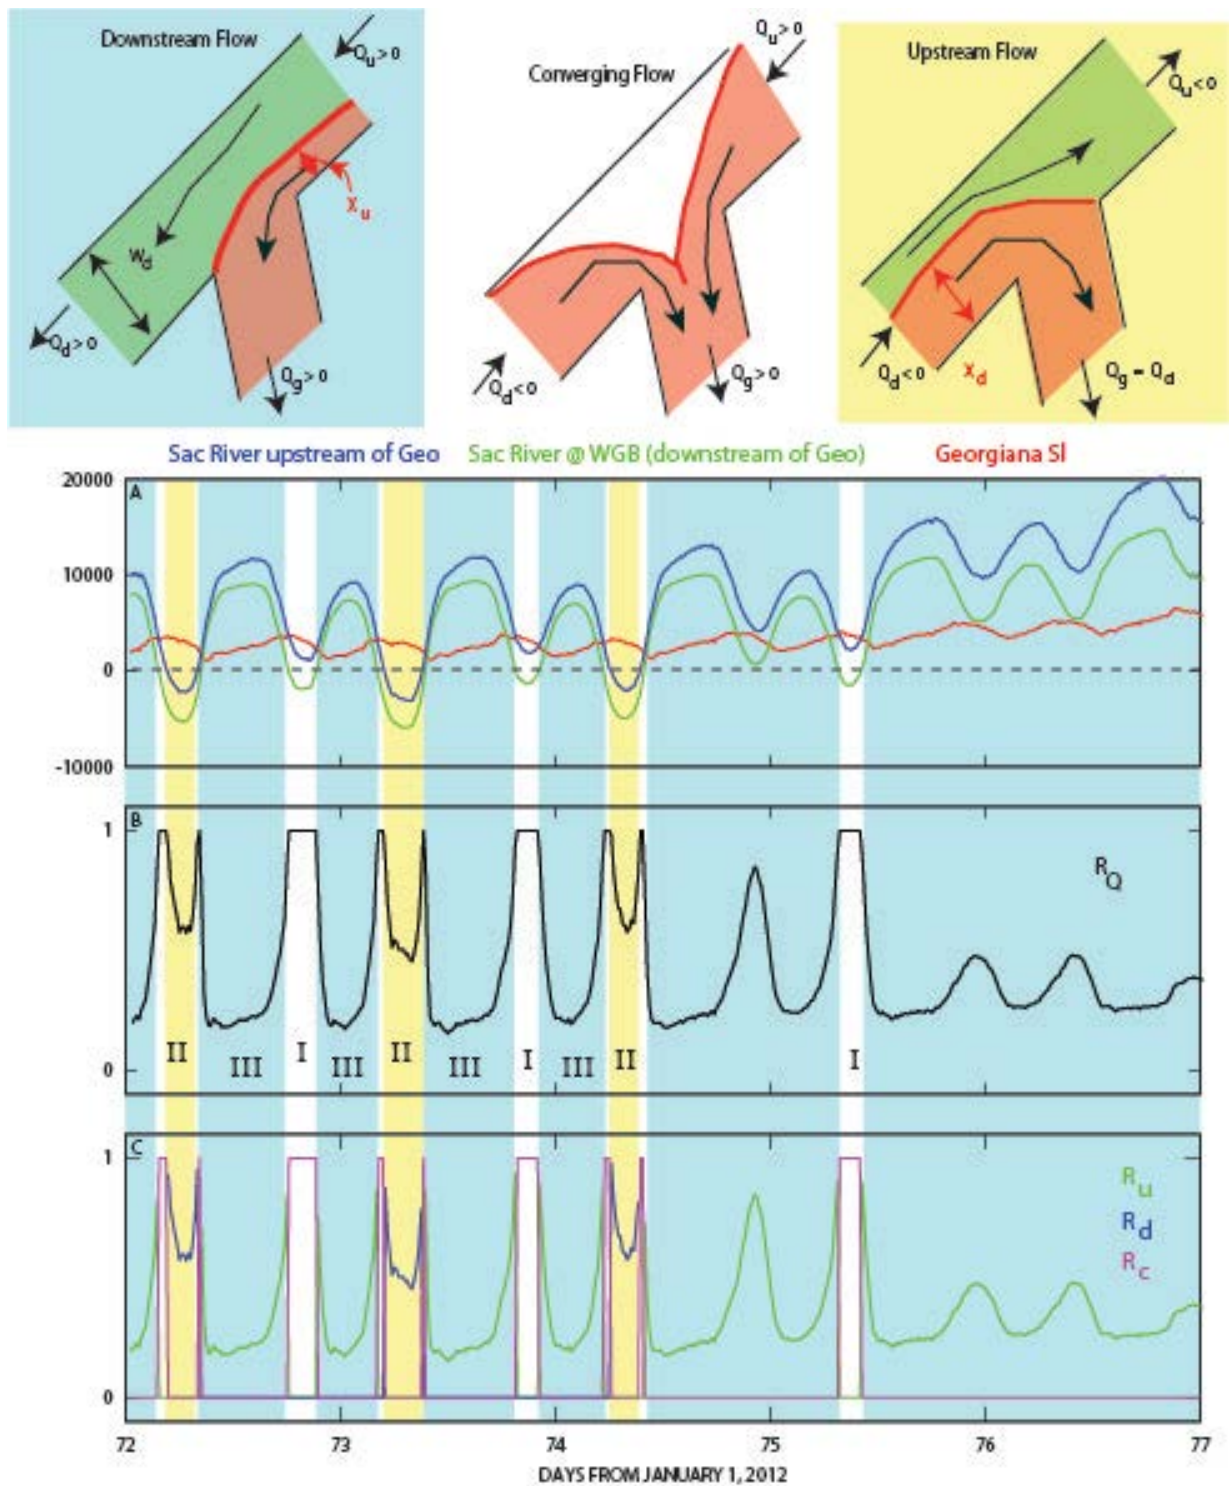 Downstream Flow
Qu > 0
Xu
Wd
Qd > 0
Qg > 0
Converging Flow
Qu > 0
Qd < 0
Qg > 0
Upstream Flow
Qu < 0
Qd < 0
Xd
Qg = Qd
Sac River upstream of Geo Sac River @ WGB (downstream of Geo) Georgiana Sl
A
20000
10000
0
-10000
B
1
RQ
II III I III II III I III II I
0
C
1
Ru
Rd
Rc
0
72 73 74 75 76 77
DAYS FROM JANUARY 1, 2012